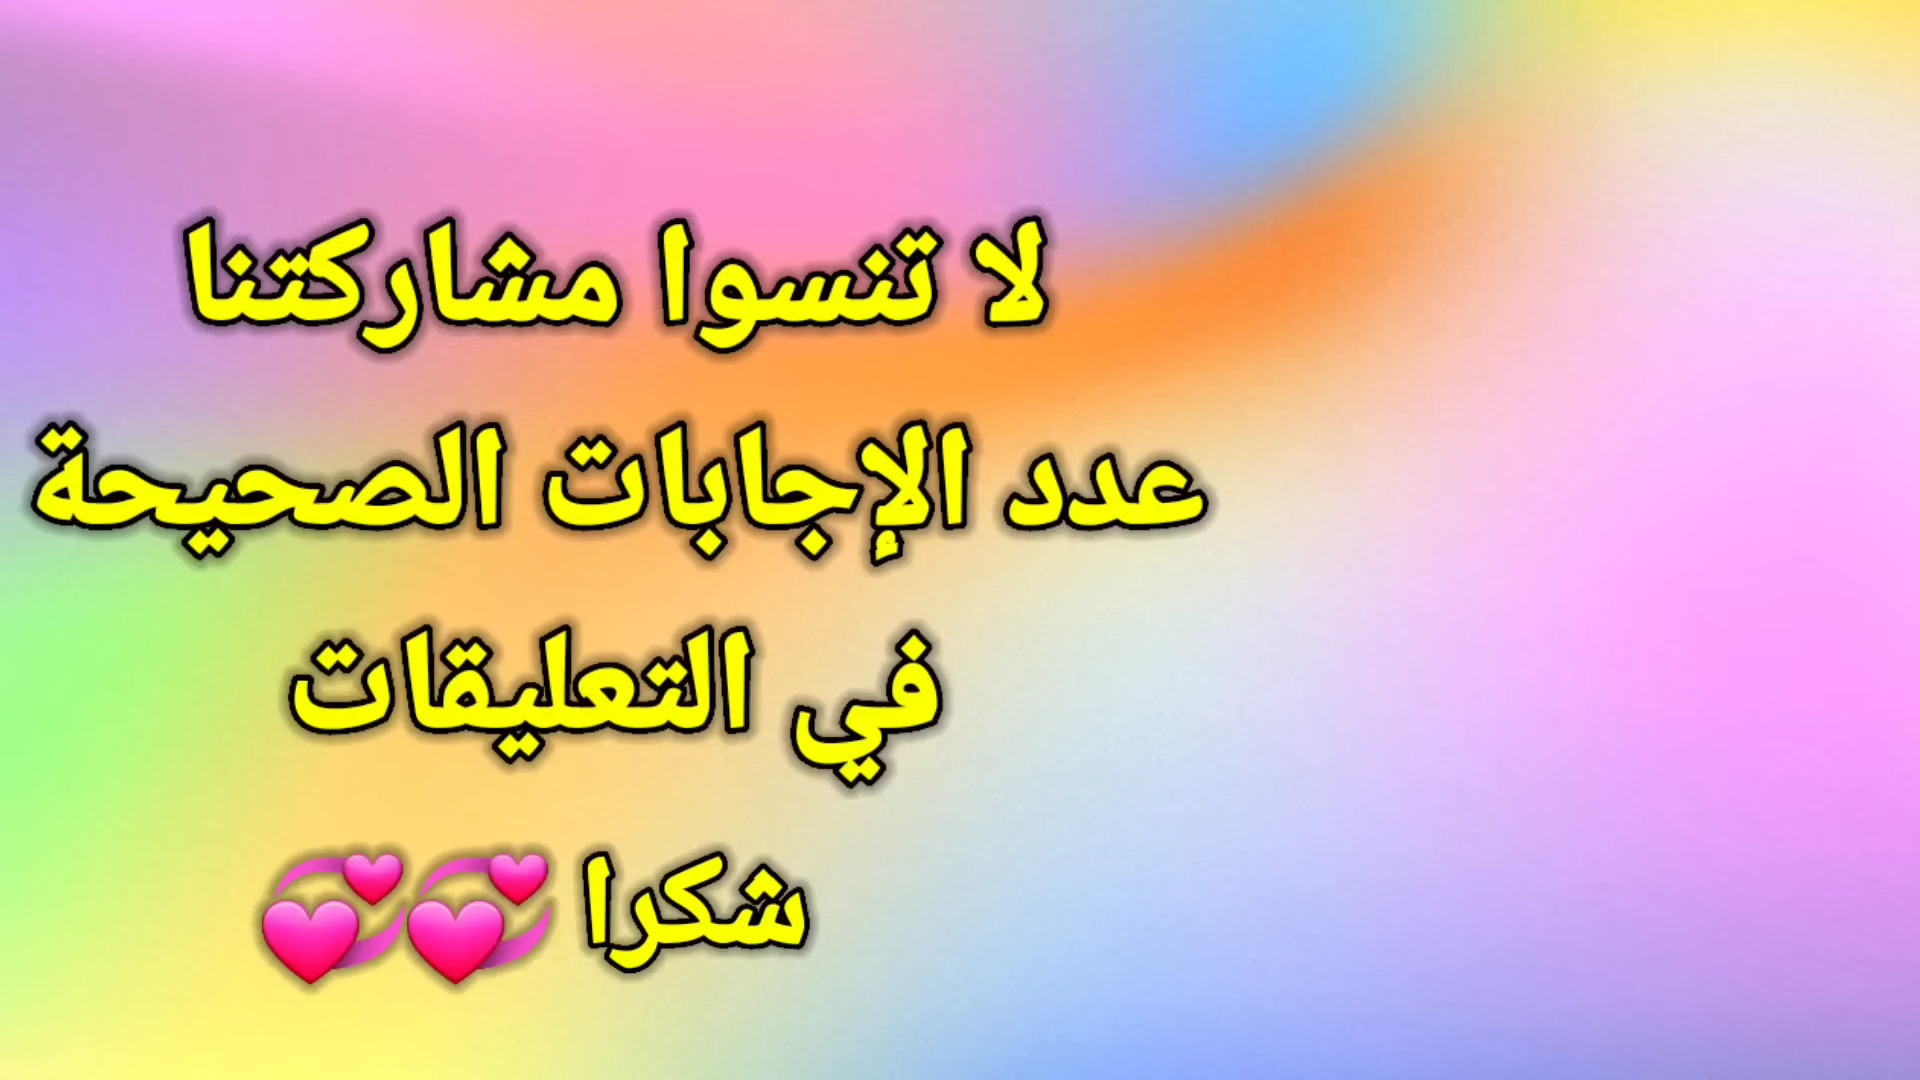 لا تنسوا مشاركتنا
عدد الإجابات الصحيحة
في التعليقات
شكرا 💞💞